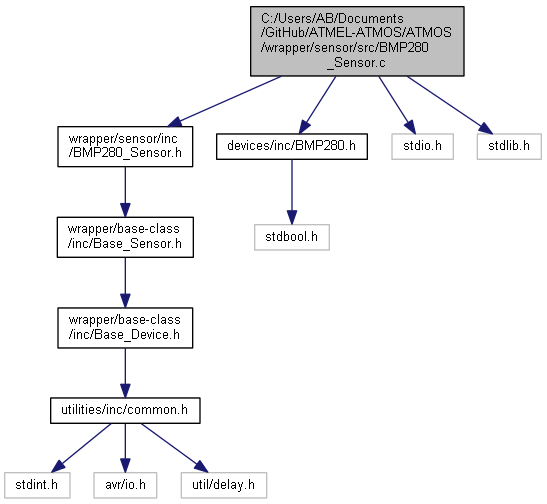 C:/Users/AB/Documents
/GitHub/ATMEL-ATMOS/ATMOS
/wrapper/sensor/src/BMP280
_Sensor.c
wrapper/sensor/inc
/BMP280_Sensor.h
devices/inc/BMP280.h
stdio.h
stdlib.h
wrapper/base-class
/inc/Base_Sensor.h
stdbool.h
wrapper/base-class
/inc/Base_Device.h
utilities/inc/common.h
stdint.h
avr/io.h
util/delay.h